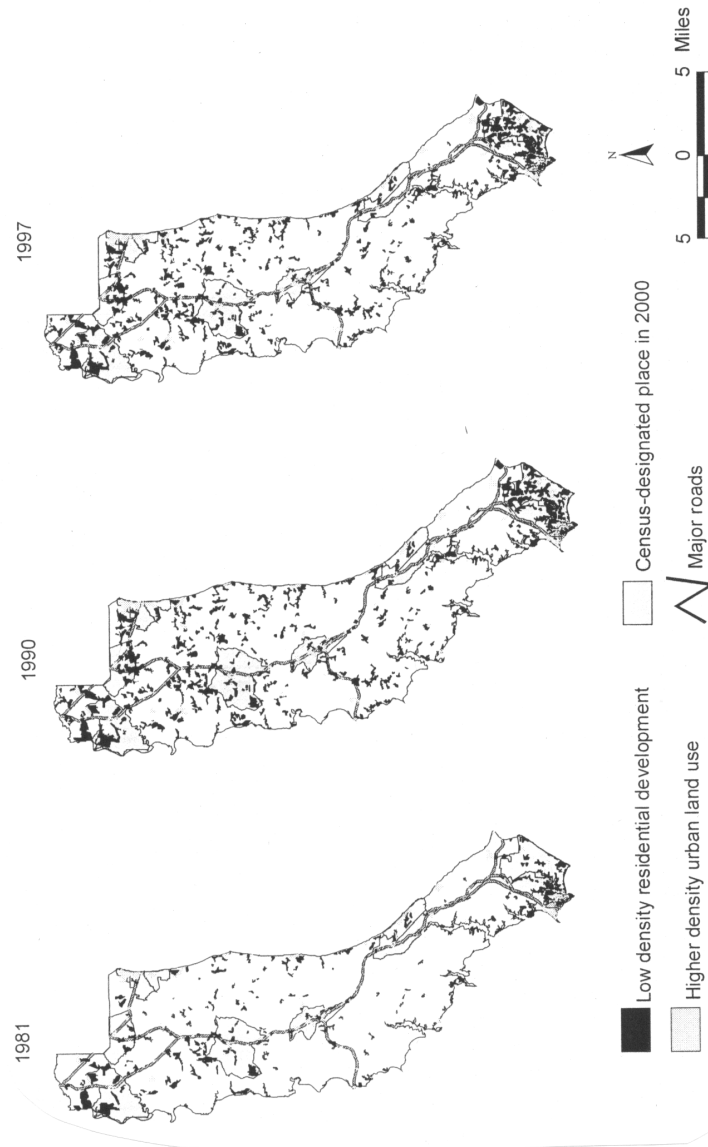 1981
1990
1997
Low density residential development
Higher density urban land use
Census-designated place in 2000
Major roads
N
5 0 5 Miles